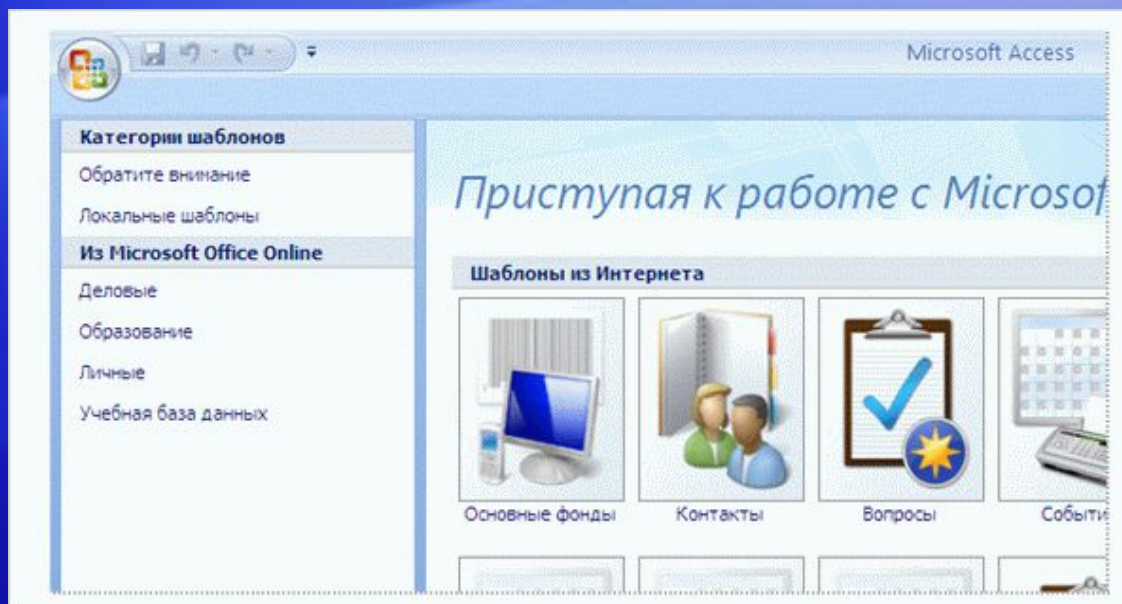 Microsoft Access
Категории шаблонов
Обратите внимание
Локальные шаблоны
Из Microsoft Office Online
Деловые
Образование
Личные
Учебная база данных
Приступая к работе с Microsof
Шаблоны из Интернета
Основные фонды
Контакты
Вопросы
Событи